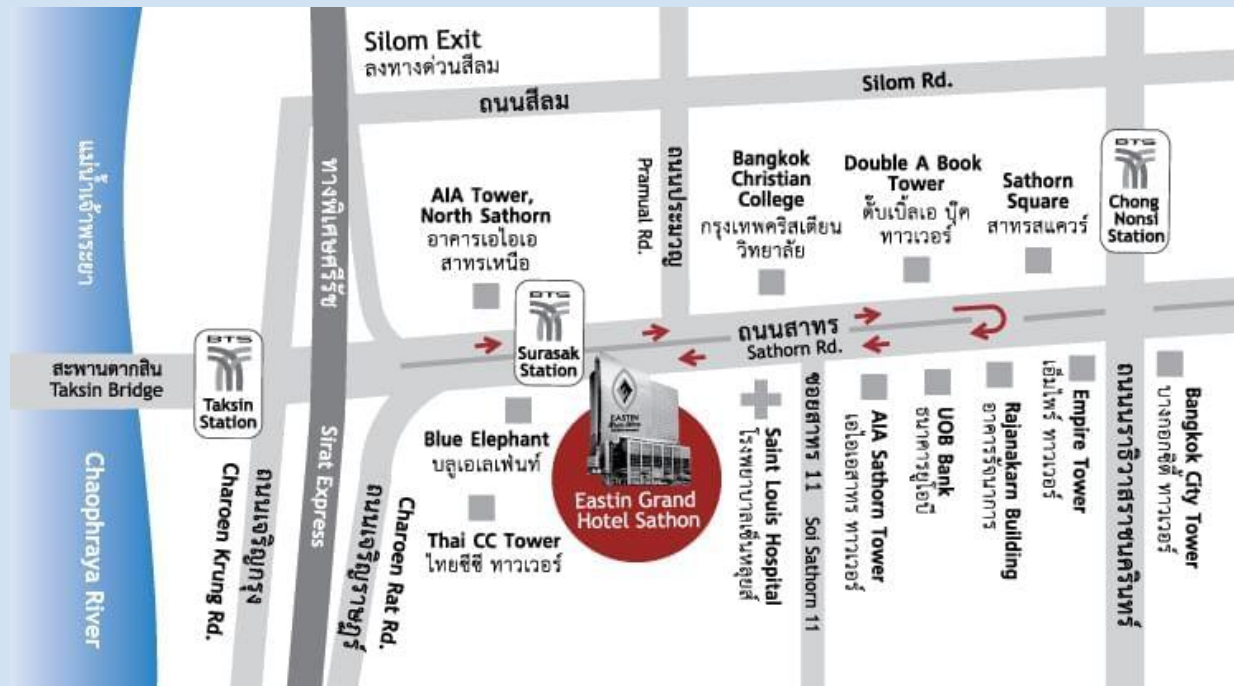 Silom Exit
ลงทางด่วนสีลม
ถนนสีลม
Silom Rd.
แม่น้ำเจ้าพระยา
Chaophraya River
ทางพิเศษศรีรัช
Sirat Express
AIA Tower,
North Sathorn
อาคารเอไอเอ
สาทรเหนือ
Pramual Rd.
ถนนประมวญ
Bangkok
Christian
College
กรุงเทพคริสเตียน
วิทยาลัย
Double A Book
Tower
ดั๊บเบิ้ลเอ บุ๊ค
ทาวเวอร์
Sathorn
Square
สาทรสแควร์
BTS
Chong
Nonsi
Station
BTS
Surasak
Station
BTS
Taksin
Station
สะพานตากสิน
Taksin Bridge
ถนนสาทร
Sathorn Rd.
Charoen Krung Rd.
ถนนเจริญกรุง
ถนนเจริญราษฎร์
Charoen Rat Rd.
Blue Elephant
บลูเอเลเฟ่นท์
Thai CC Tower
ไทยซีซี ทาวเวอร์
EASTIN
Eastin Grand
Hotel Sathon
Saint Louis Hospital
โรงพยาบาลเซ็นหลุยส์
ซอยสาทร 11 Soi Sathorn 11
AIA Sathorn Tower
เอไอเอสาทร ทาวเวอร์
UOB Bank
ธนาคารยูโอบี
Rajanakarn Building
อาคารรัจนาการ
Empire Tower
เอ็มไพร์ ทาวเวอร์
ถนนนราธิวาสราชนครินทร์
Bangkok City Tower
บางกอกซิตี้ ทาวเวอร์